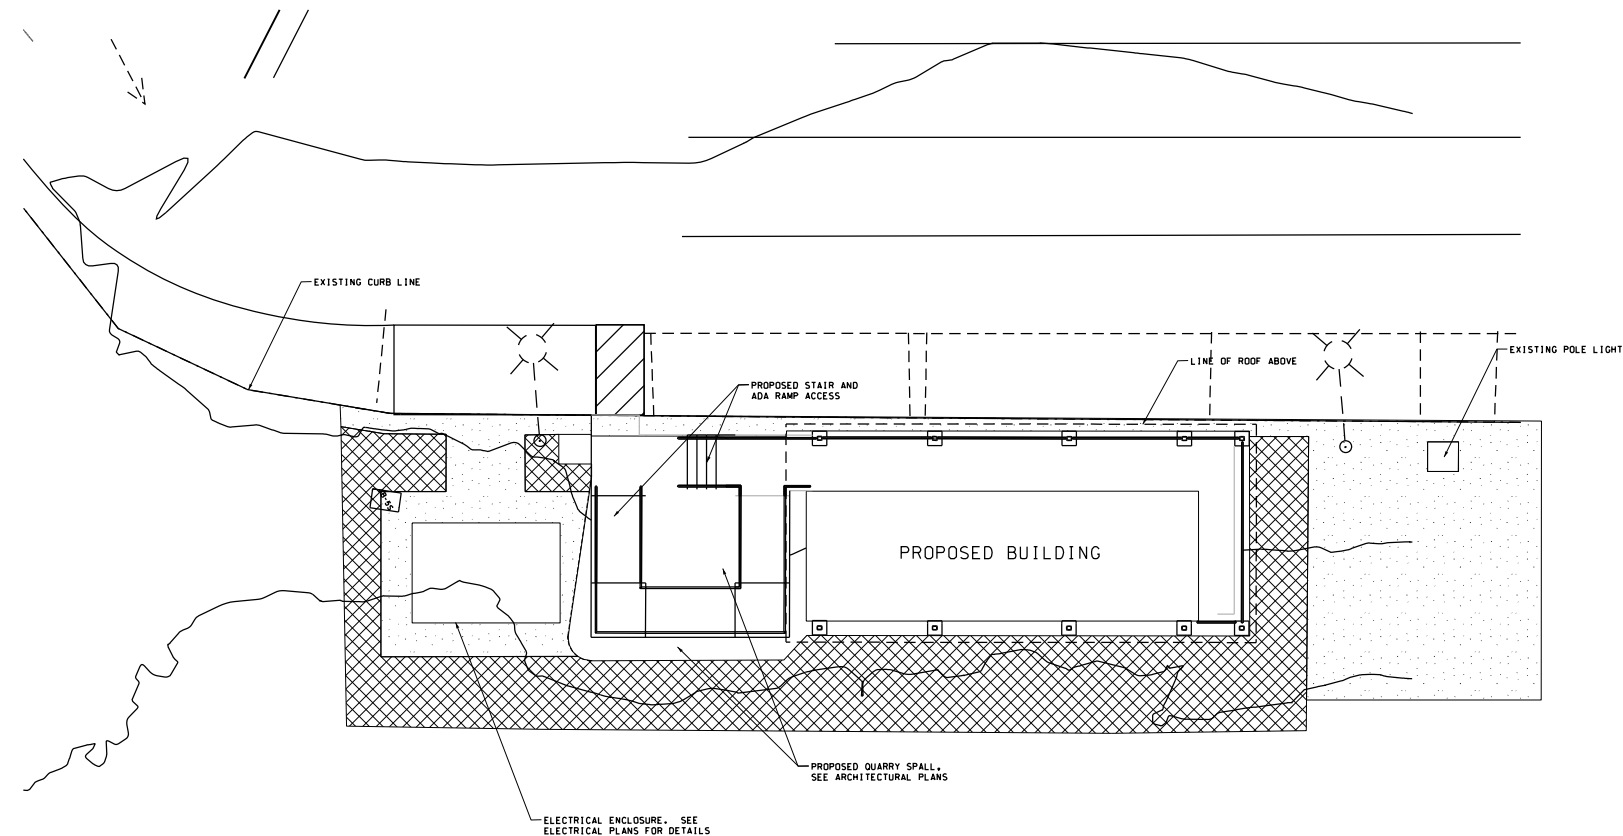 EXISTING CURB LINE
EXISTING POLE LIGHT
LINE OF ROOF ABOVE
PROPOSED STAIR AND
ADA RAMP ACCESS
PROPOSED BUILDING
PROPOSED QUARRY SPALL.
SEE ARCHITECTURAL PLANS
ELECTRICAL ENCLOSURE. SEE
ELECTRICAL PLANS FOR DETAILS